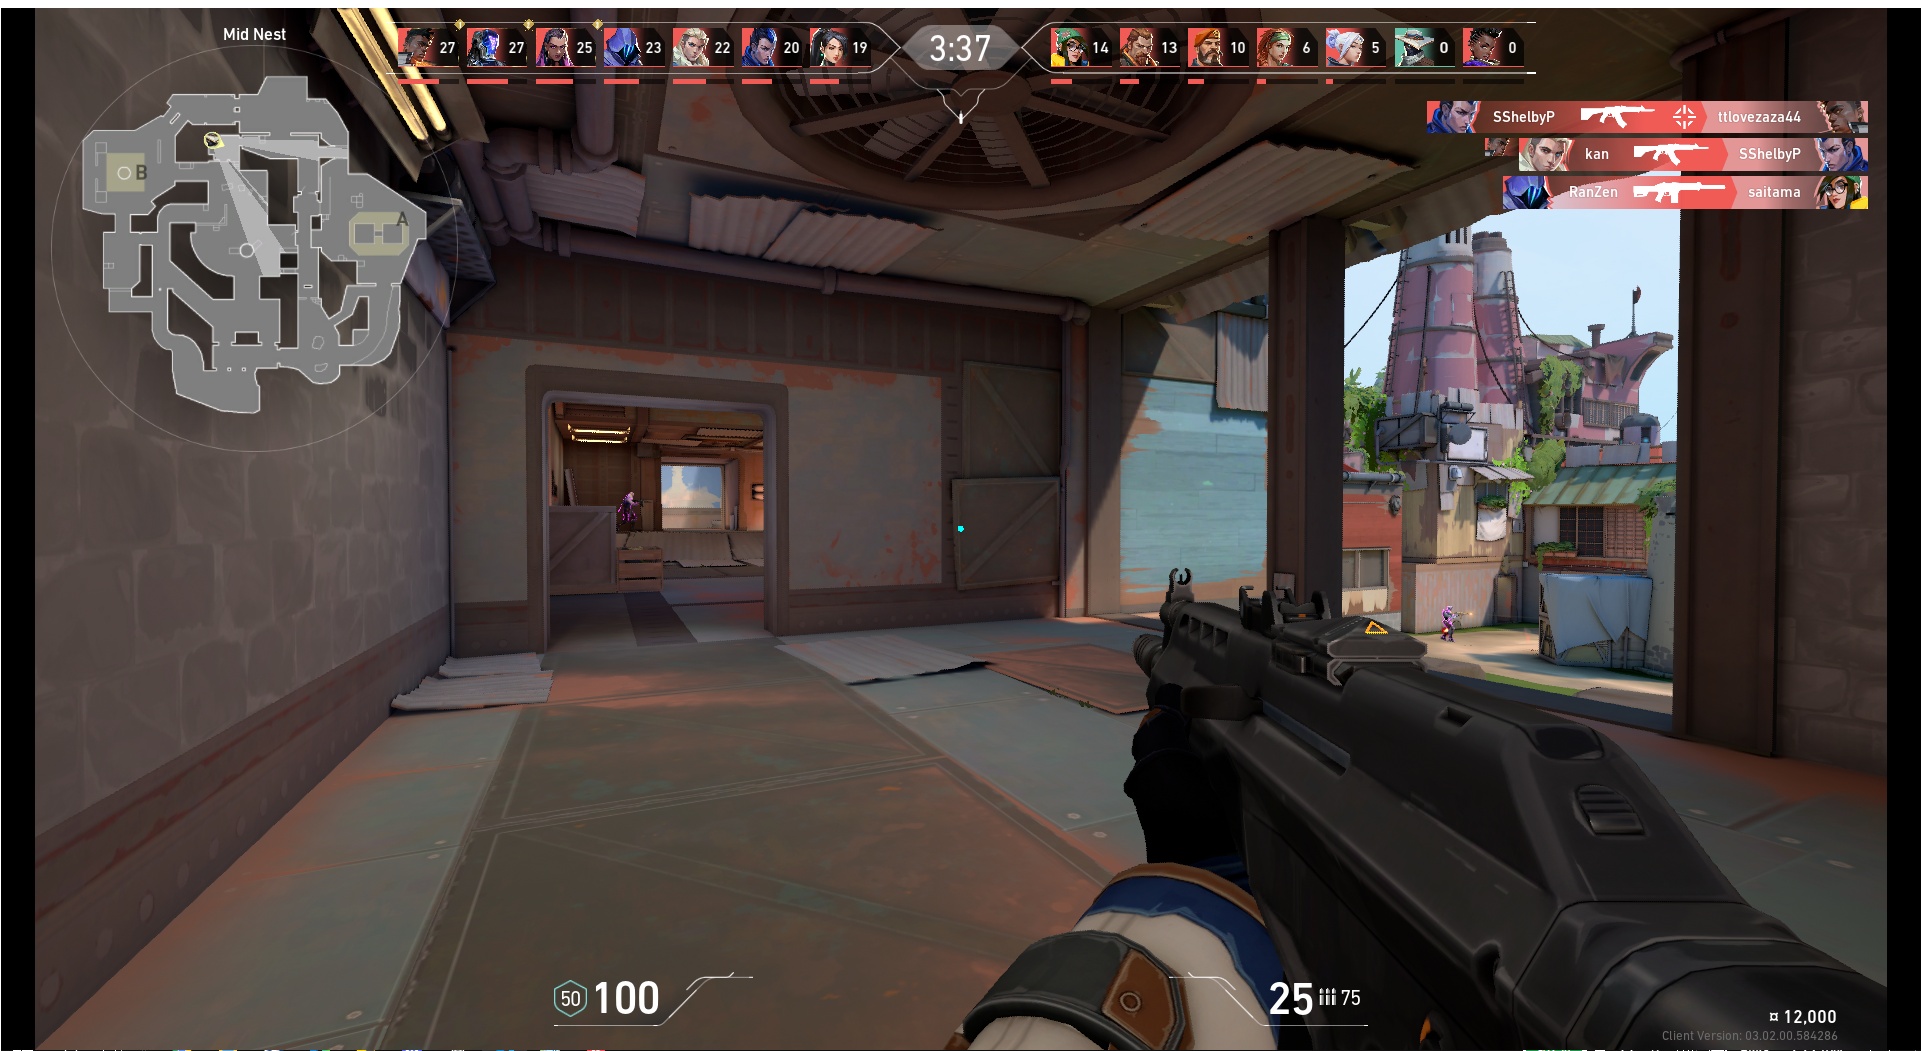 Mid Nest
27 27 25 23 22 20 19 3:37 14 13 10 6 5 0 0
SShelbyP ttlovezaza44
kan SShelbyP
RanZen saitama
B
A
50 100
25 75
¤ 12,000
Client Version: 03.02.00.584286